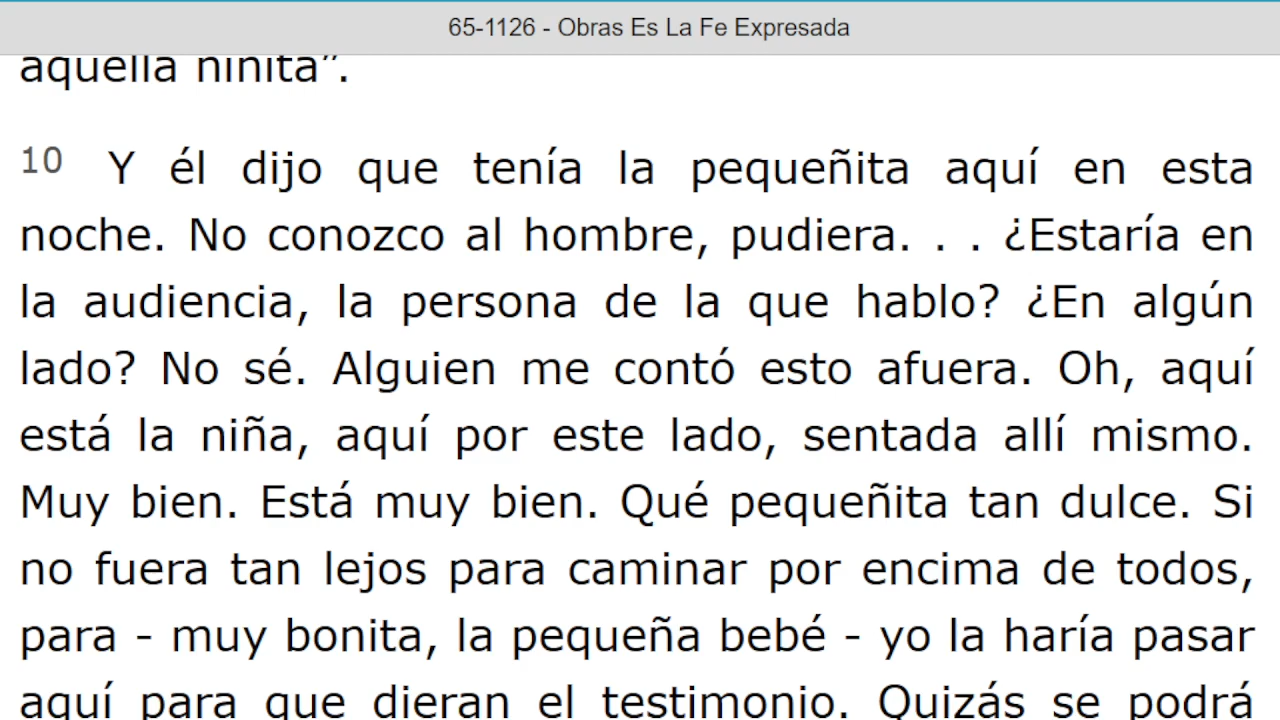 65-1126 - Obras Es La Fe Expresada
aquella niñita”.
10 Y él dijo que tenía la pequeñita aquí en esta
noche. No conozco al hombre, pudiera. . . ¿Estaría en
la audiencia, la persona de la que hablo? ¿En algún
lado? No sé. Alguien me contó esto afuera. Oh, aquí
está la niña, aquí por este lado, sentada allí mismo.
Muy bien. Está muy bien. Qué pequeñita tan dulce. Si
no fuera tan lejos para caminar por encima de todos,
para - muy bonita, la pequeña bebé - yo la haría pasar
aquí para que dieran el testimonio. Quizás se podrá